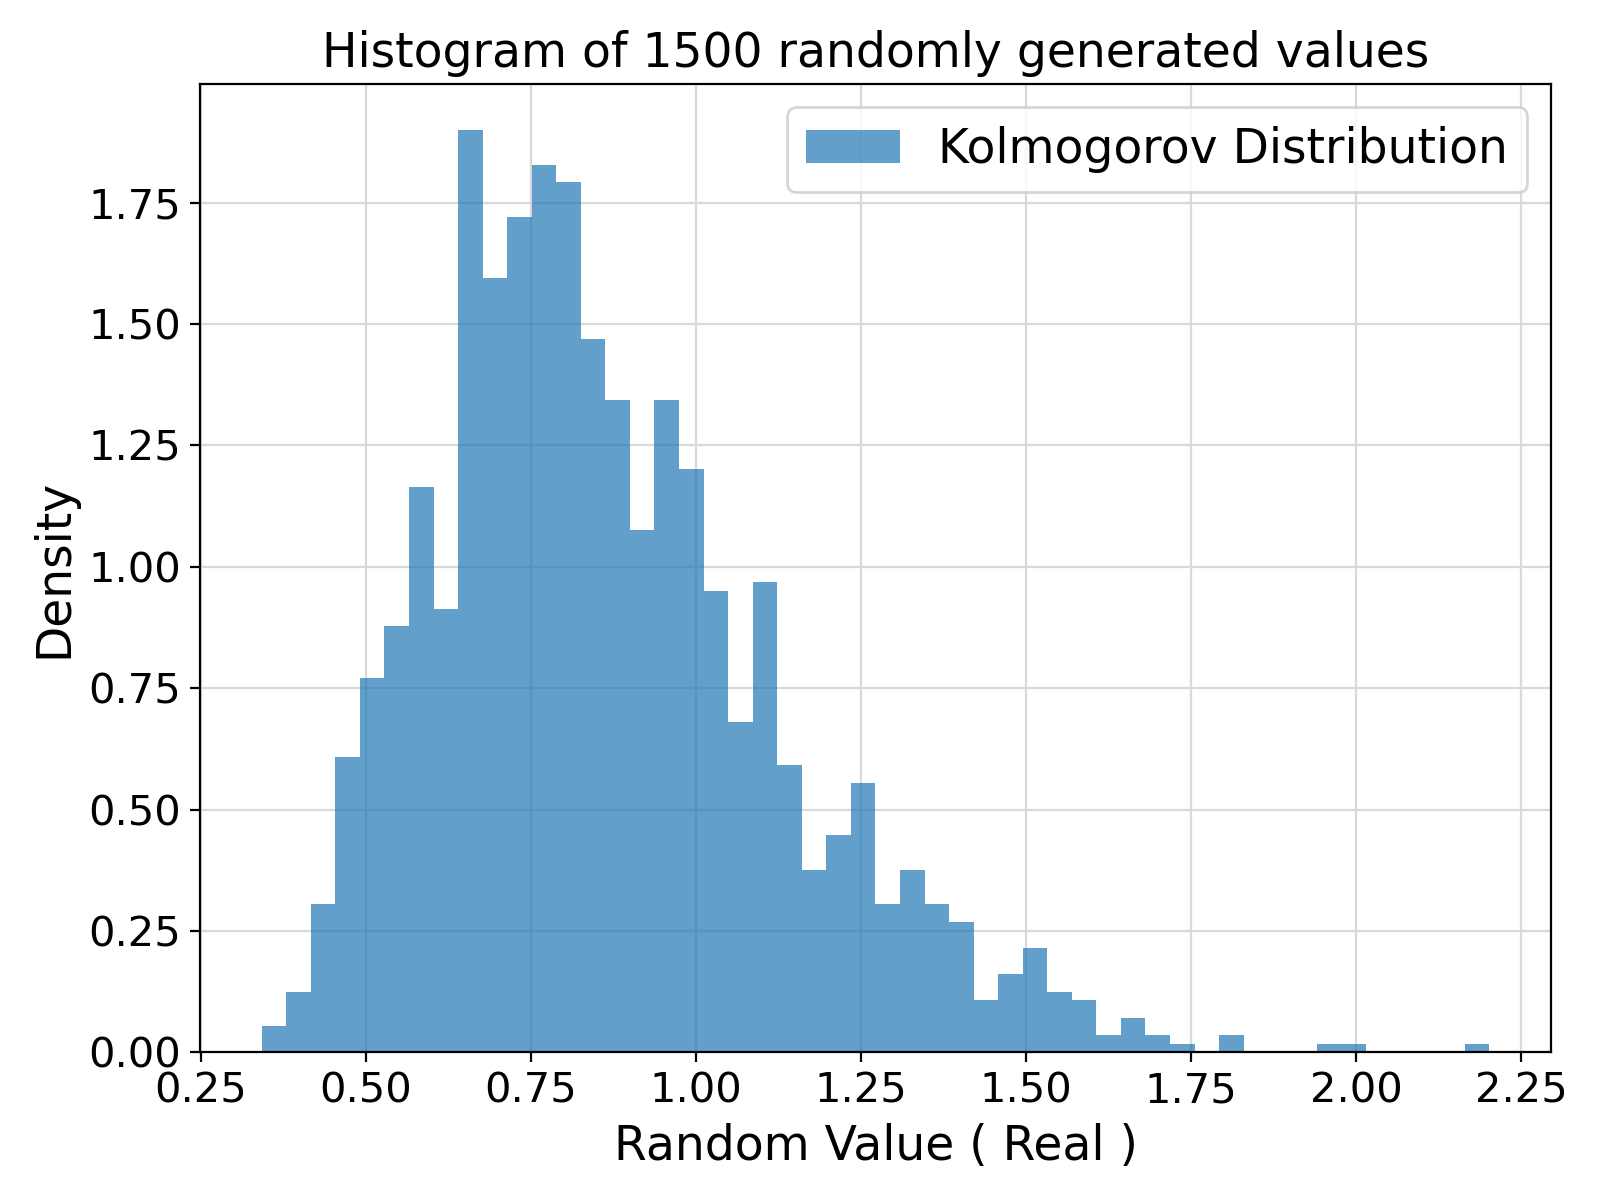 Histogram of 1500 randomly generated values
Kolmogorov Distribution
1.75
1.50
1.25
1.00
0.75
0.50
0.25
0.00
Density
0.25 0.50 0.75 1.00 1.25 1.50 1.75 2.00 2.25
Random Value ( Real )